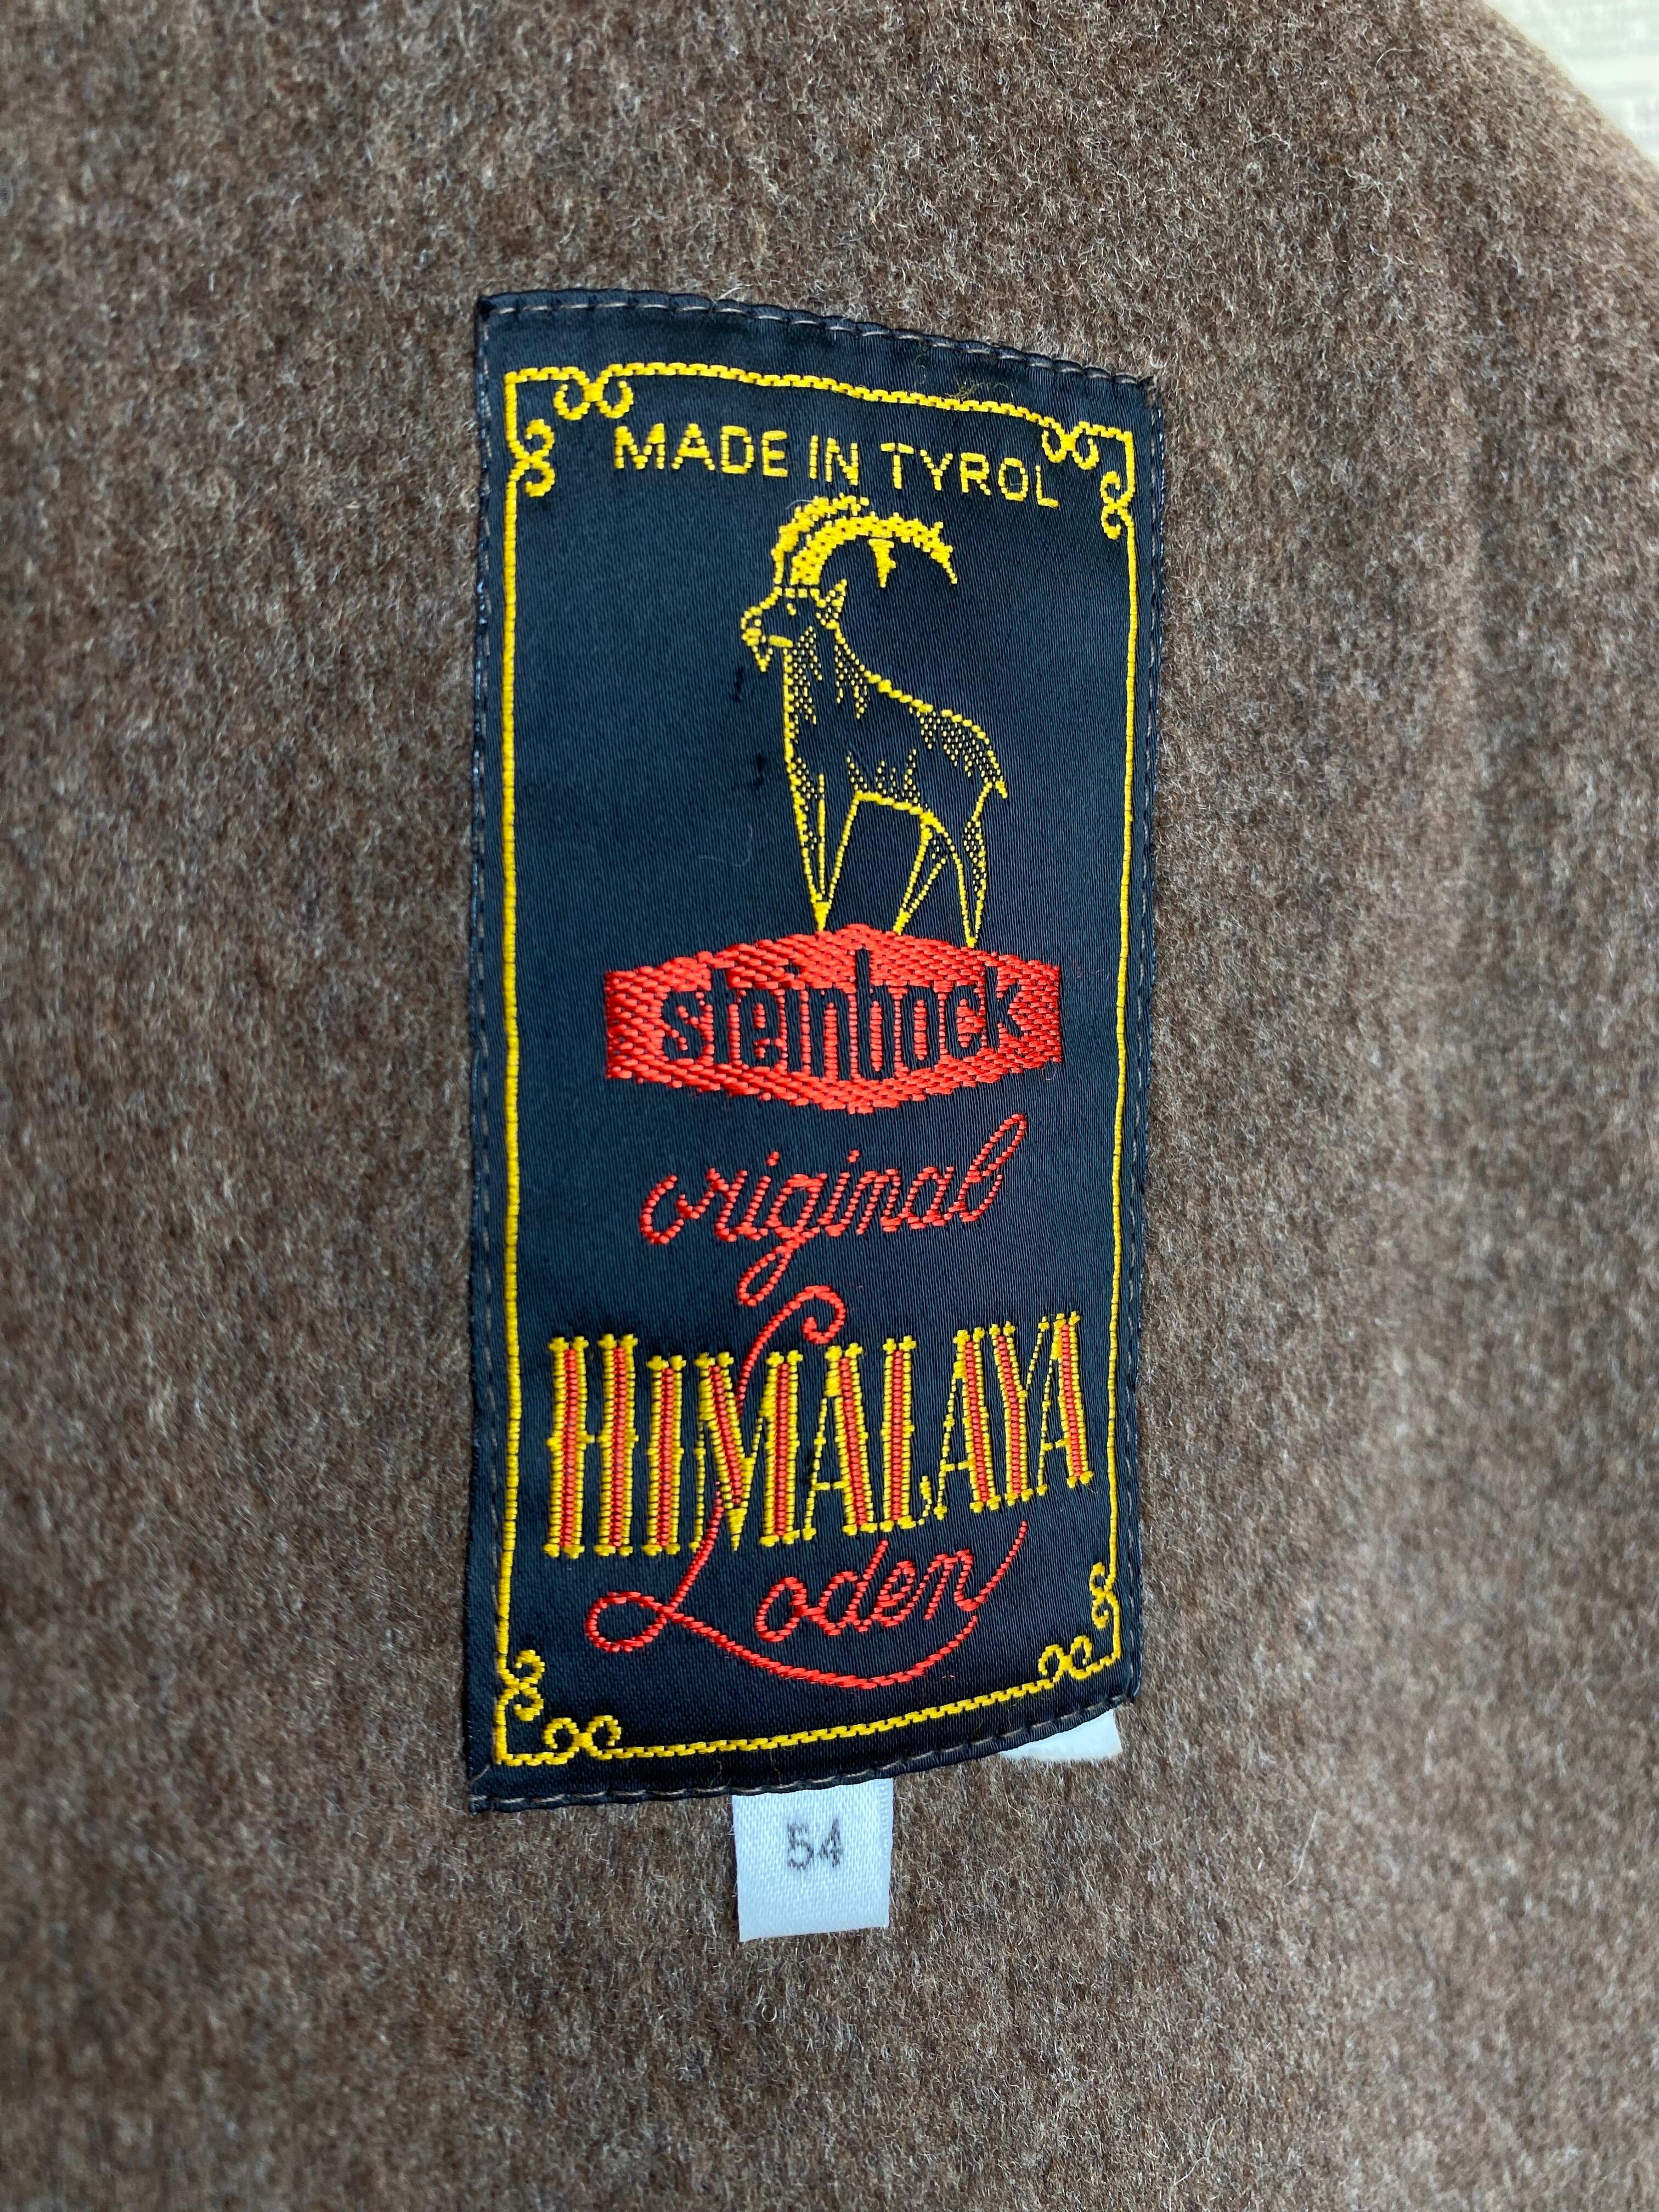 MADE IN TYROL
steinbock
original
HIMALAYA
Loden
54